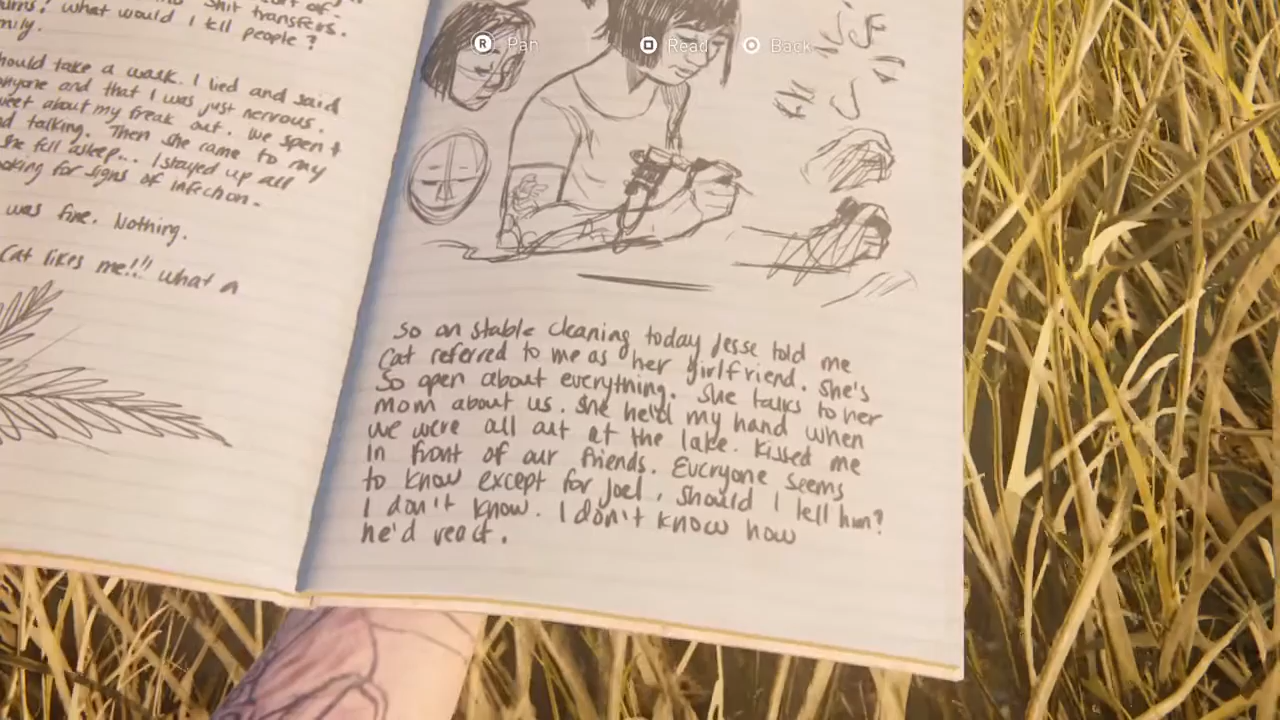 Pan Read Back
what would I tell people?
should take a walk. I lied and said
and that I was just nervous.
about my freak out. We spent
talking. Then she came to my
she fell asleep... I stayed up all
looking for signs of infection.
was fine. Nothing.
Cat likes me!!! what a
So on stable cleaning today Jesse told me
Cat referred to me as her girlfriend. She's
So open about everything. She talks to her
mom about us. She held my hand when
we were all out at the lake. Kissed me
in front of our friends. Everyone seems
to know except for Joel. Should I tell him?
I don't know. I don't know how
he'd react.